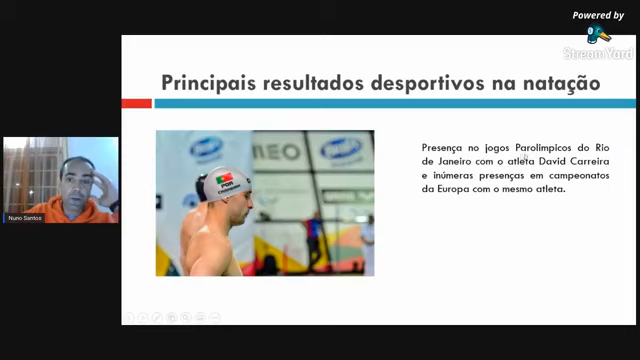 Powered by
StreamYard
Principais resultados desportivos na natação
Presença no jogos Parolimpicos do Rio
de Janeiro com o atleta David Carreira
e inúmeras presenças em campeonatos
da Europa com o mesmo atleta.
POR
Nuno Santos